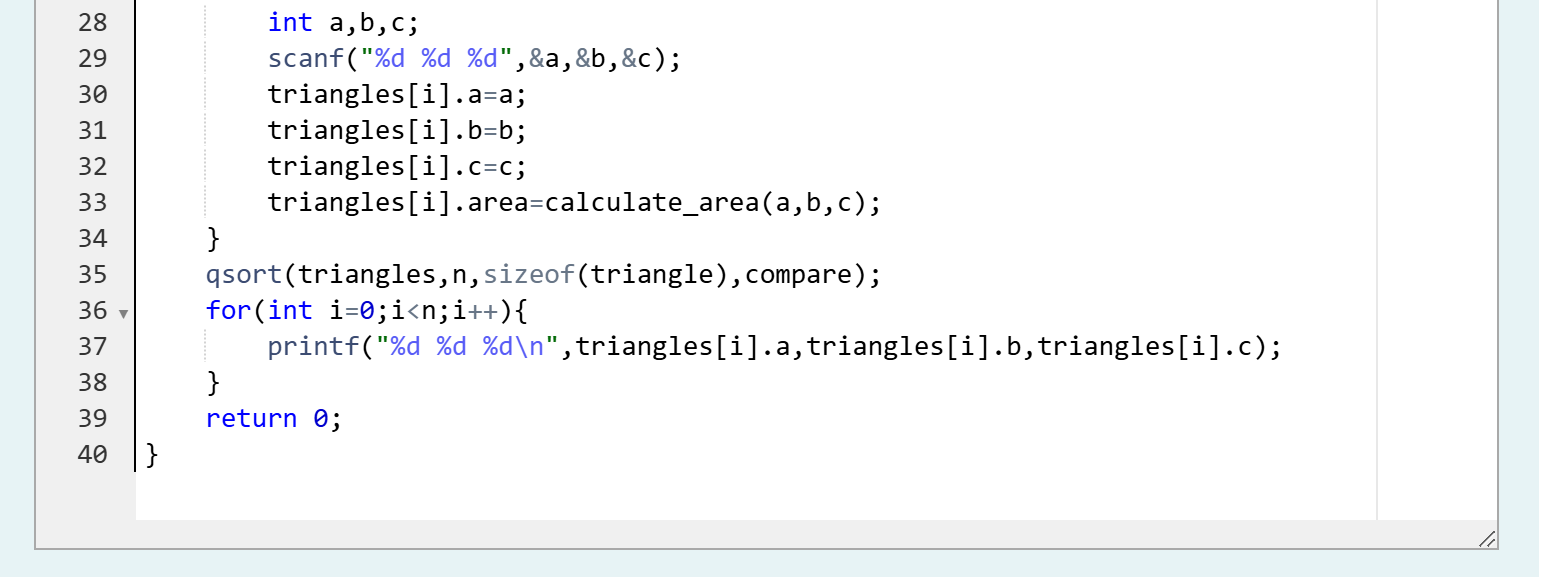 28 int a,b,c;
29 scanf("%d %d %d",&a,&b,&c);
30 triangles[i].a=a;
31 triangles[i].b=b;
32 triangles[i].c=c;
33 triangles[i].area=calculate_area(a,b,c);
34 }
35 qsort(triangles,n,sizeof(triangle),compare);
36 for(int i=0;i<n;i++){
37 printf("%d %d %d\n",triangles[i].a,triangles[i].b,triangles[i].c);
38 }
39 return 0;
40 }